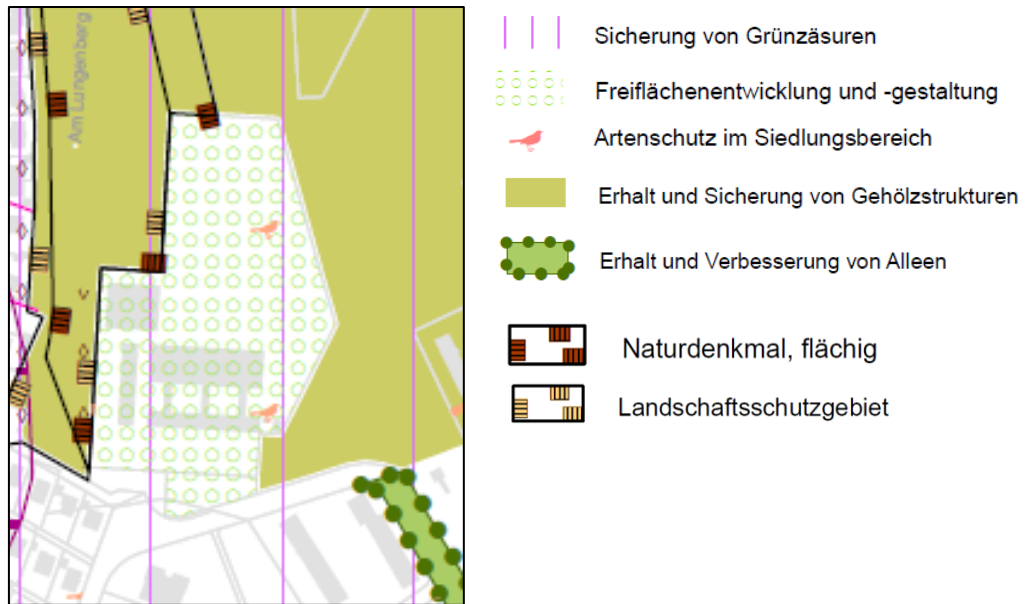 Am Lungenberg
Sicherung von Grünzäsuren
Freiflächenentwicklung und -gestaltung
Artenschutz im Siedlungsbereich
Erhalt und Sicherung von Gehölzstrukturen
Erhalt und Verbesserung von Alleen
Naturdenkmal, flächig
Landschaftsschutzgebiet